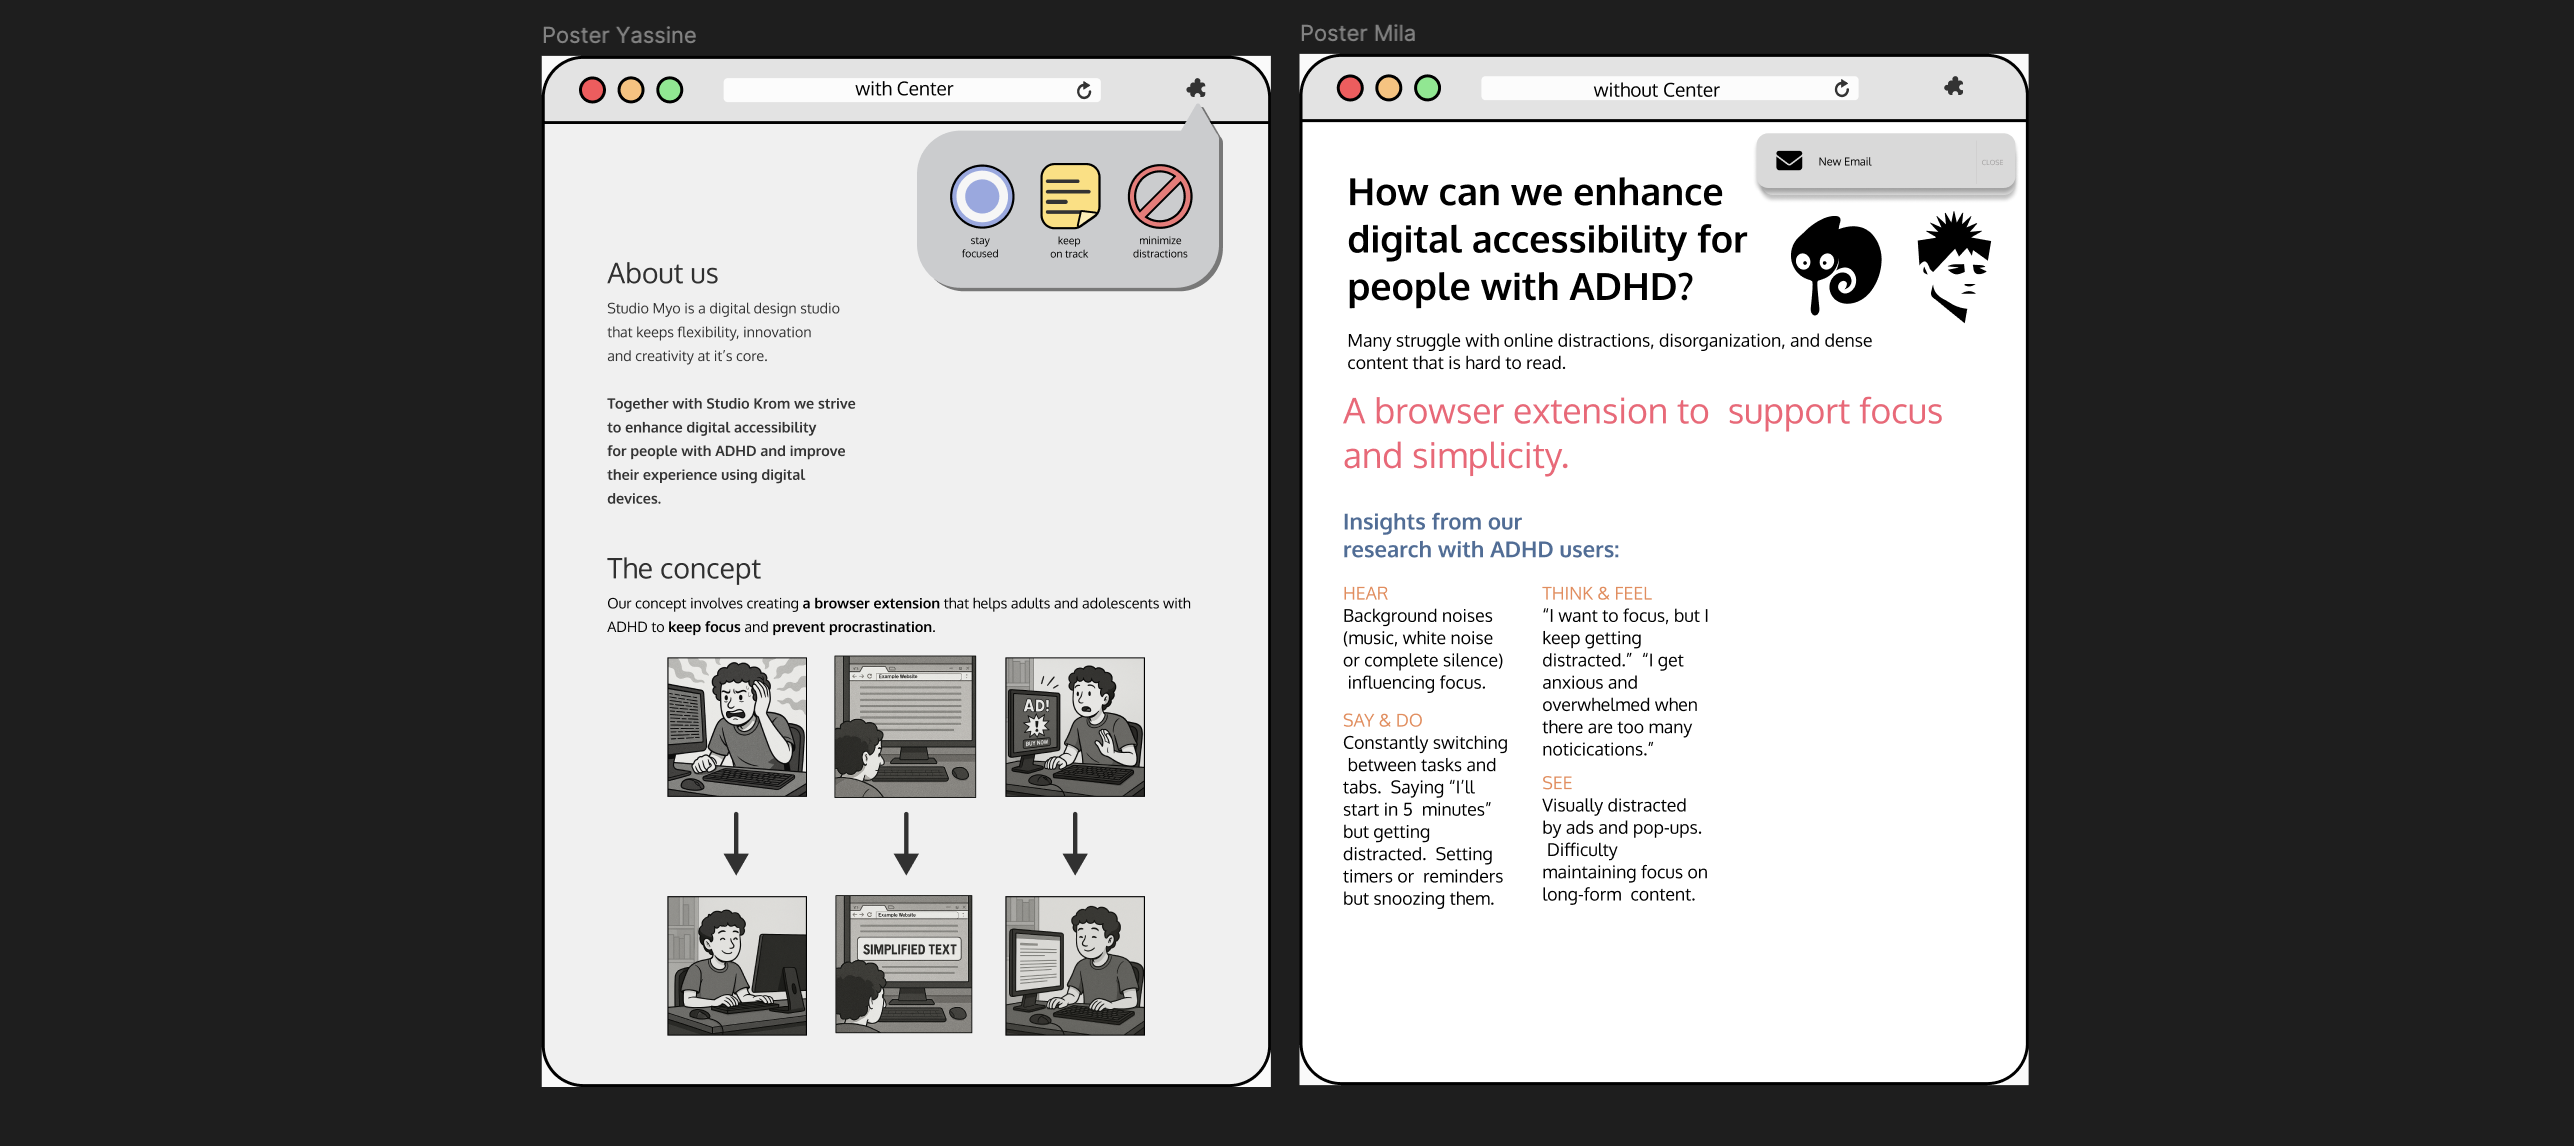 Poster Yassine
with Center
stay
focused
keep
on track
minimize
distractions
About us
Studio Myo is a digital design studio
that keeps flexibility, innovation
and creativity at it's core.
Together with Studio Krom we strive
to enhance digital accessibility
for people with ADHD and improve
their experience using digital
devices.
The concept
Our concept involves creating a browser extension that helps adults and adolescents with
ADHD to keep focus and prevent procrastination.
Example Website
AD!
!
BUY NOW
Example Website
SIMPLIFIED TEXT
Poster Mila
without Center
New Email
CLOSE
How can we enhance
digital accessibility for
people with ADHD?
Many struggle with online distractions, disorganization, and dense
content that is hard to read.
A browser extension to  support focus
and simplicity.
Insights from our
research with ADHD users:
HEAR
Background noises
(music, white noise
or complete silence)
influencing focus.
SAY & DO
Constantly switching
between tasks and
tabs.  Saying “I’ll
start in 5  minutes”
but getting
distracted.  Setting
timers or  reminders
but snoozing them.
THINK & FEEL
“I want to focus, but I
keep getting
distracted.”  “I get
anxious and
overwhelmed when
there are too many
noticications.”
SEE
Visually distracted
by ads and pop-ups.
Difficulty
maintaining focus on
long-form  content.